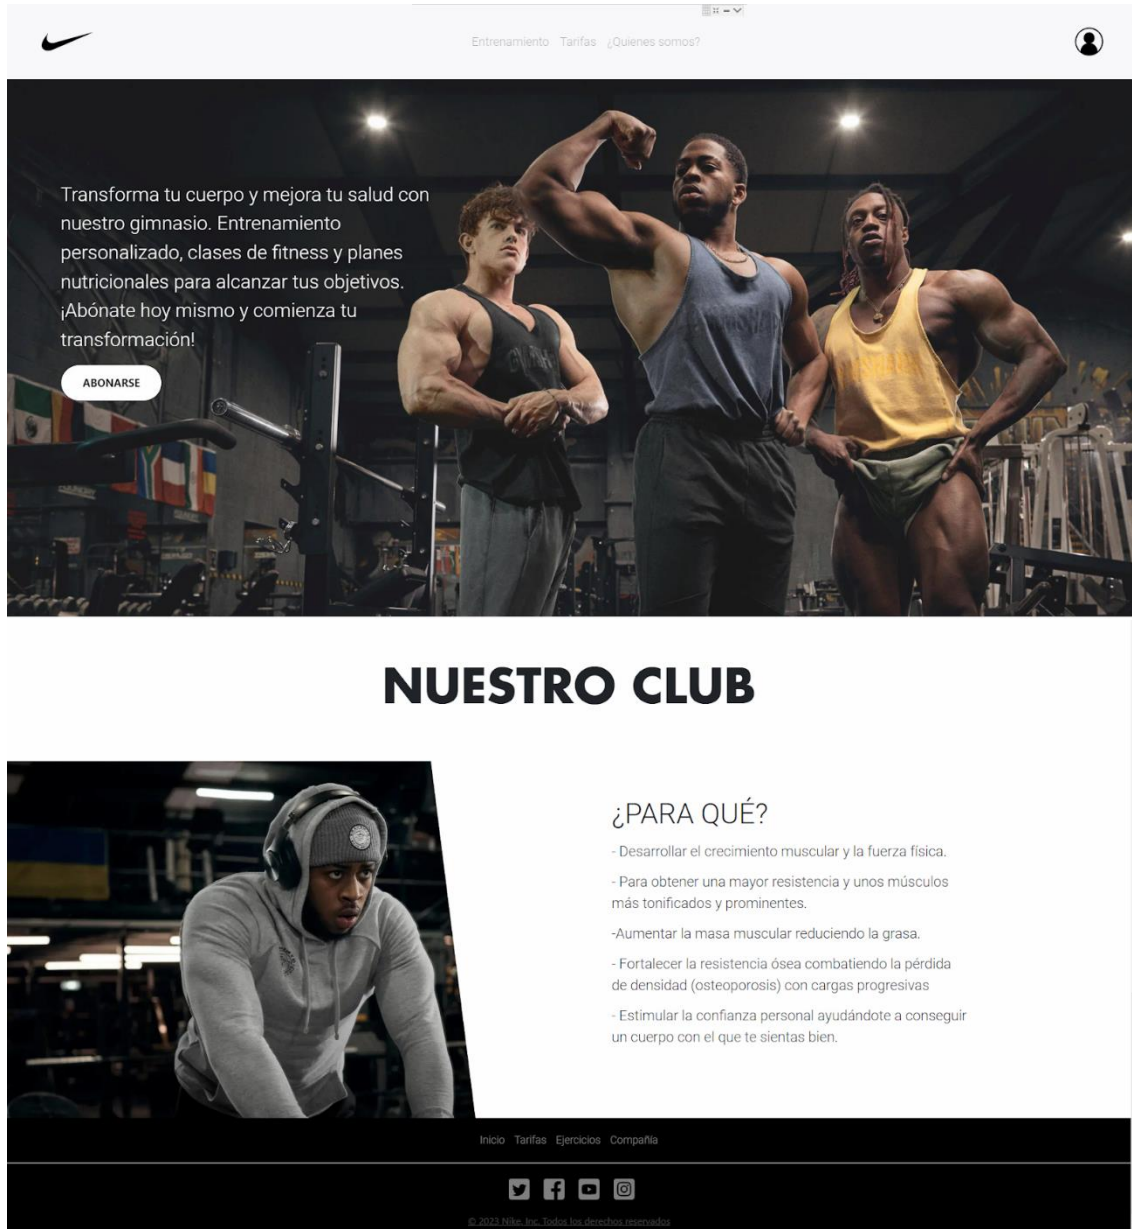 Entrenamiento Tarifas ¿Quienes somos?
Transforma tu cuerpo y mejora tu salud con
nuestro gimnasio. Entrenamiento
personalizado, clases de fitness y planes
nutricionales para alcanzar tus objetivos.
¡Abónate hoy mismo y comienza tu
transformación!
ABONARSE
NUESTRO CLUB
¿PARA QUÉ?
- Desarrollar el crecimiento muscular y la fuerza física.
- Para obtener una mayor resistencia y unos músculos
más tonificados y prominentes.
-Aumentar la masa muscular reduciendo la grasa.
- Fortalecer la resistencia ósea combatiendo la pérdida
de densidad (osteoporosis) con cargas progresivas
- Estimular la confianza personal ayudándote a conseguir
un cuerpo con el que te sientas bien.
Inicio Tarifas Ejercicios Compañía
© 2023 Nike, Inc. Todos los derechos reservados